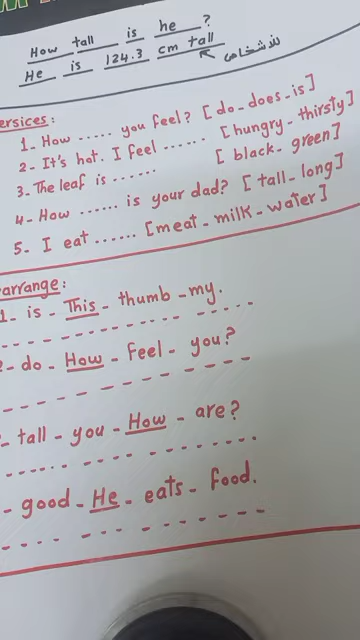 How tall is he ?
He is 124.3 cm tall
للأشخاص
ersices:
1- How ..... you feel? [do-does-is]
2- It's hot. I feel ...... [hungry-thirsty]
3- The leaf is ...... [black-green]
4- How ...... is your dad? [tall-long]
5. I eat ...... [meat-milk-water]
arrange:
1- is - This - thumb - my.
- do - How - Feel - you?
- tall - you - How - are?
- good - He - eats - food.